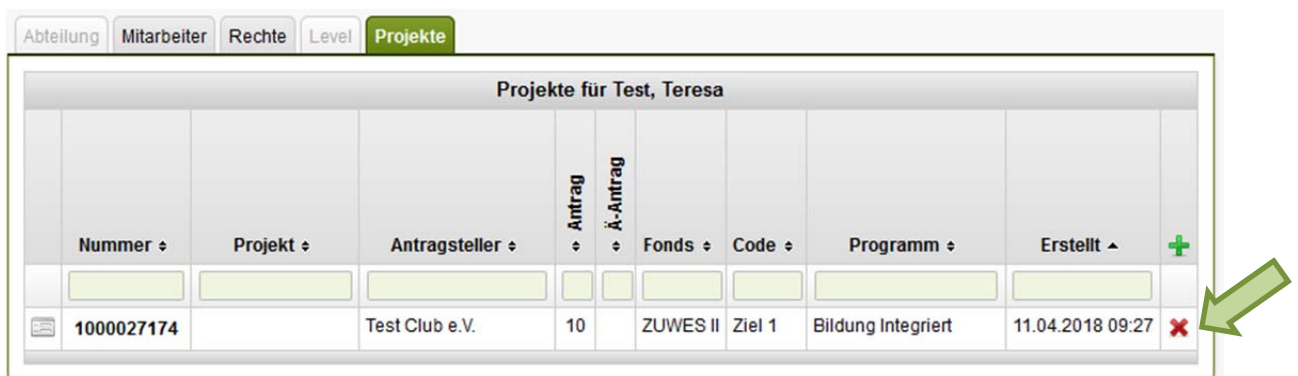 Abteilung Mitarbeiter Rechte Level Projekte
Projekte für Test, Teresa
Nummer Projekt Antragsteller Antrag Ä-Antrag Fonds Code Programm Erstellt
1000027174 Test Club e.V. 10 ZUWES II Ziel 1 Bildung Integriert 11.04.2018 09:27